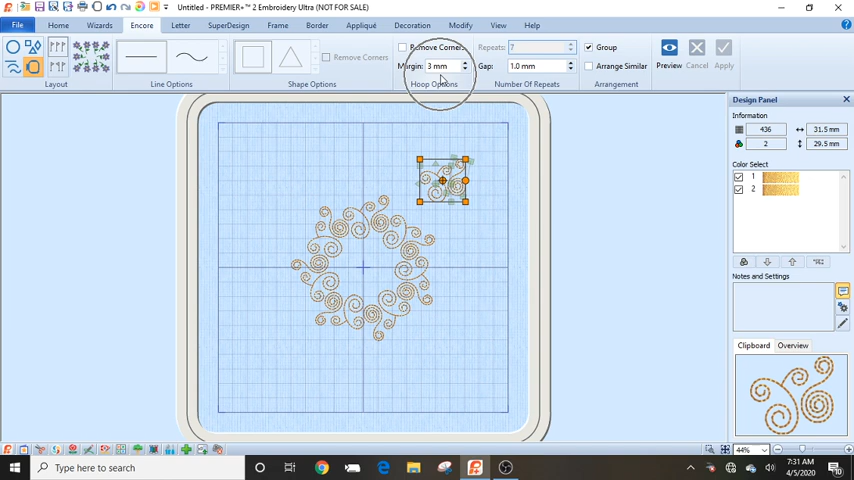 Untitled - PREMIER+™ 2 Embroidery Ultra (NOT FOR SALE)
File Home Wizards Encore Letter SuperDesign Frame Border Appliqué Decoration Modify View Help
Remove Corners
Remove Corners
Margin: 3 mm
Repeats: 7
Gap: 1.0 mm
Group
Arrange Similar
Preview Cancel Apply
Layout Line Options Shape Options Hoop Options Number Of Repeats Arrangement
Design Panel
Information
436 31.5 mm
2 29.5 mm
Color Select
1
2
Notes and Settings
Clipboard Overview
44%
Type here to search
7:31 AM
4/5/2020